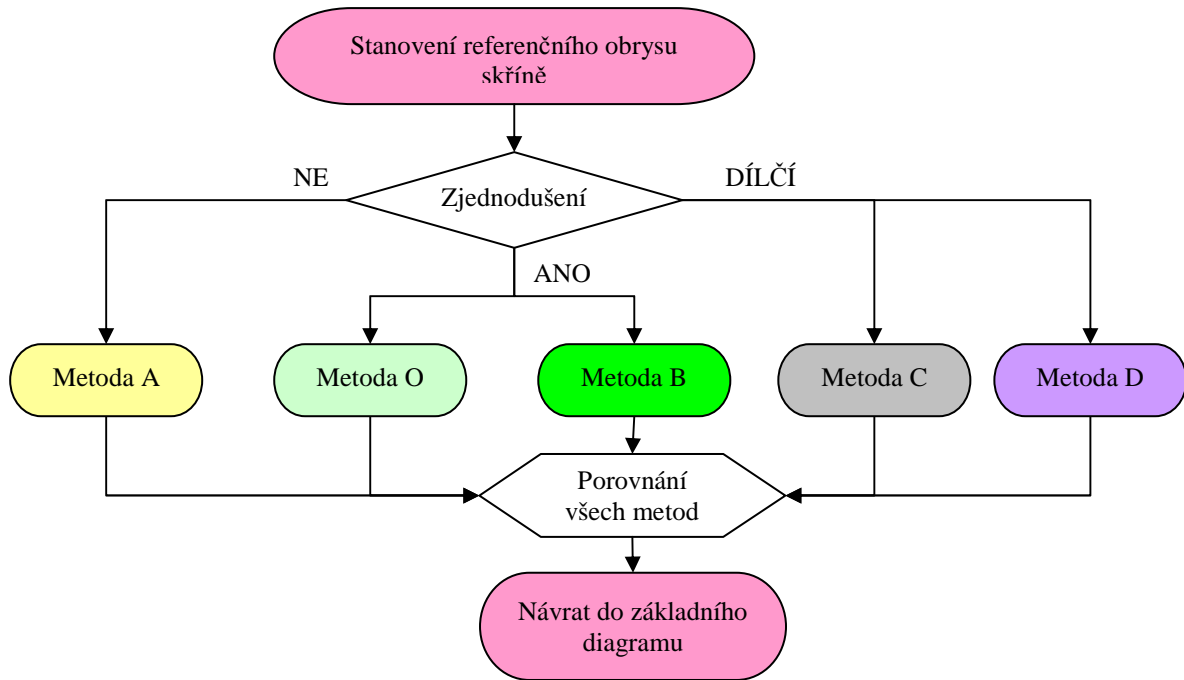 Stanovení referenčního obrysu
skříně
NE
DÍLČÍ
Zjednodušení
ANO
Metoda A
Metoda O
Metoda B
Metoda C
Metoda D
Porovnání
všech metod
Návrat do základního
diagramu